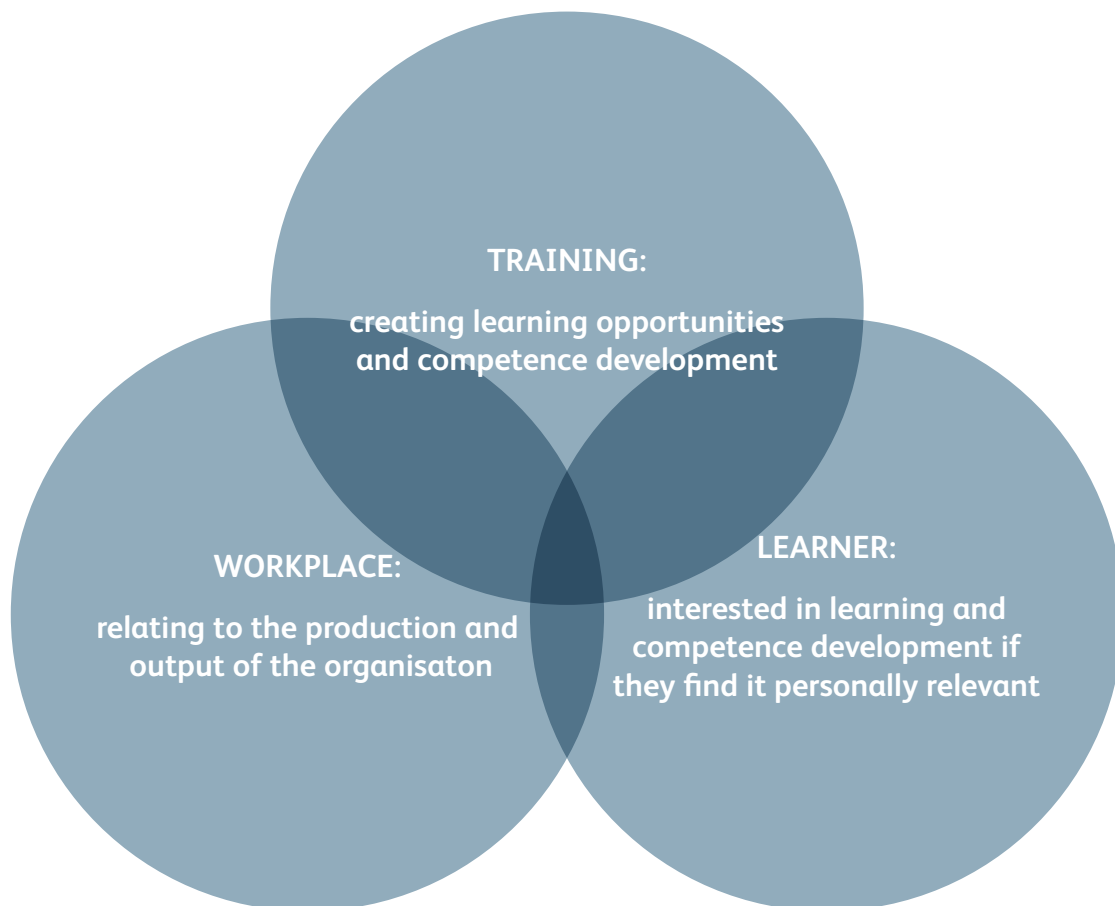 TRAINING:
creating learning opportunities
and competence development
WORKPLACE:
relating to the production and
output of the organisaton
LEARNER:
interested in learning and
competence development if
they find it personally relevant